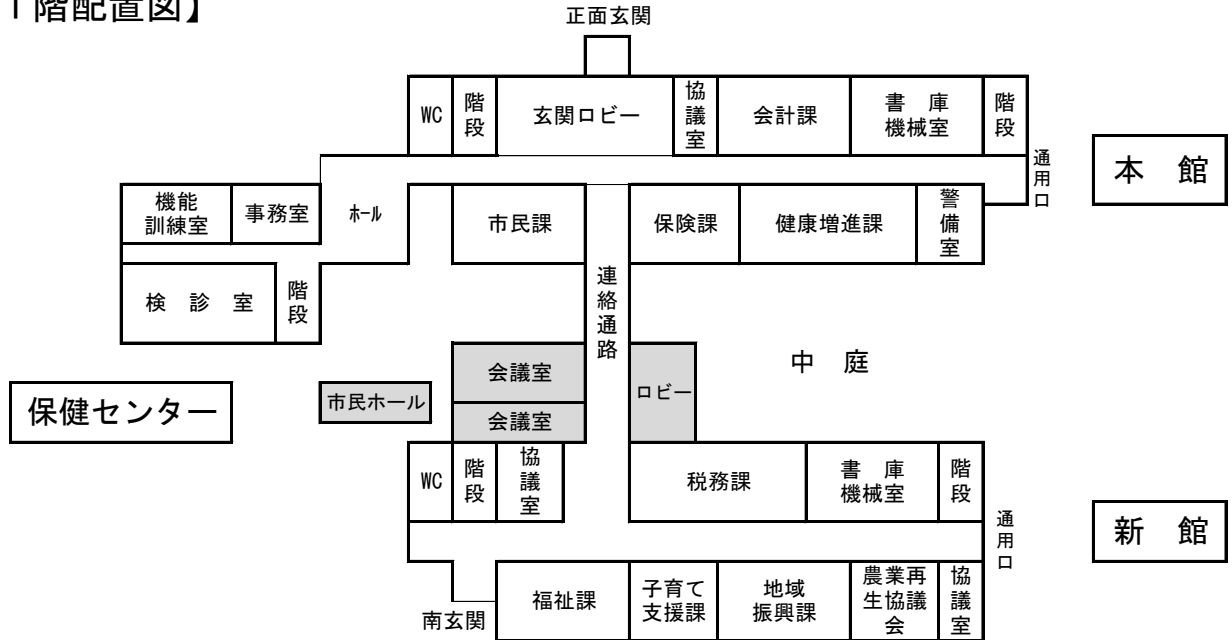 階配置図】
正面玄関
WC
階段
玄関ロビー
協議室
会計課
書　庫
機械室
階段
通用口
本　館
機能
訓練室
事務室
ホール
市民課
保険課
健康増進課
警備室
検　診　室
階段
連絡通路
中　庭
会議室
ロビー
市民ホール
会議室
保健センター
WC
階段
協議室
税務課
書　庫
機械室
階段
通用口
新　館
福祉課
子育て
支援課
地域
振興課
農業再
生協議
会
協議室
南玄関